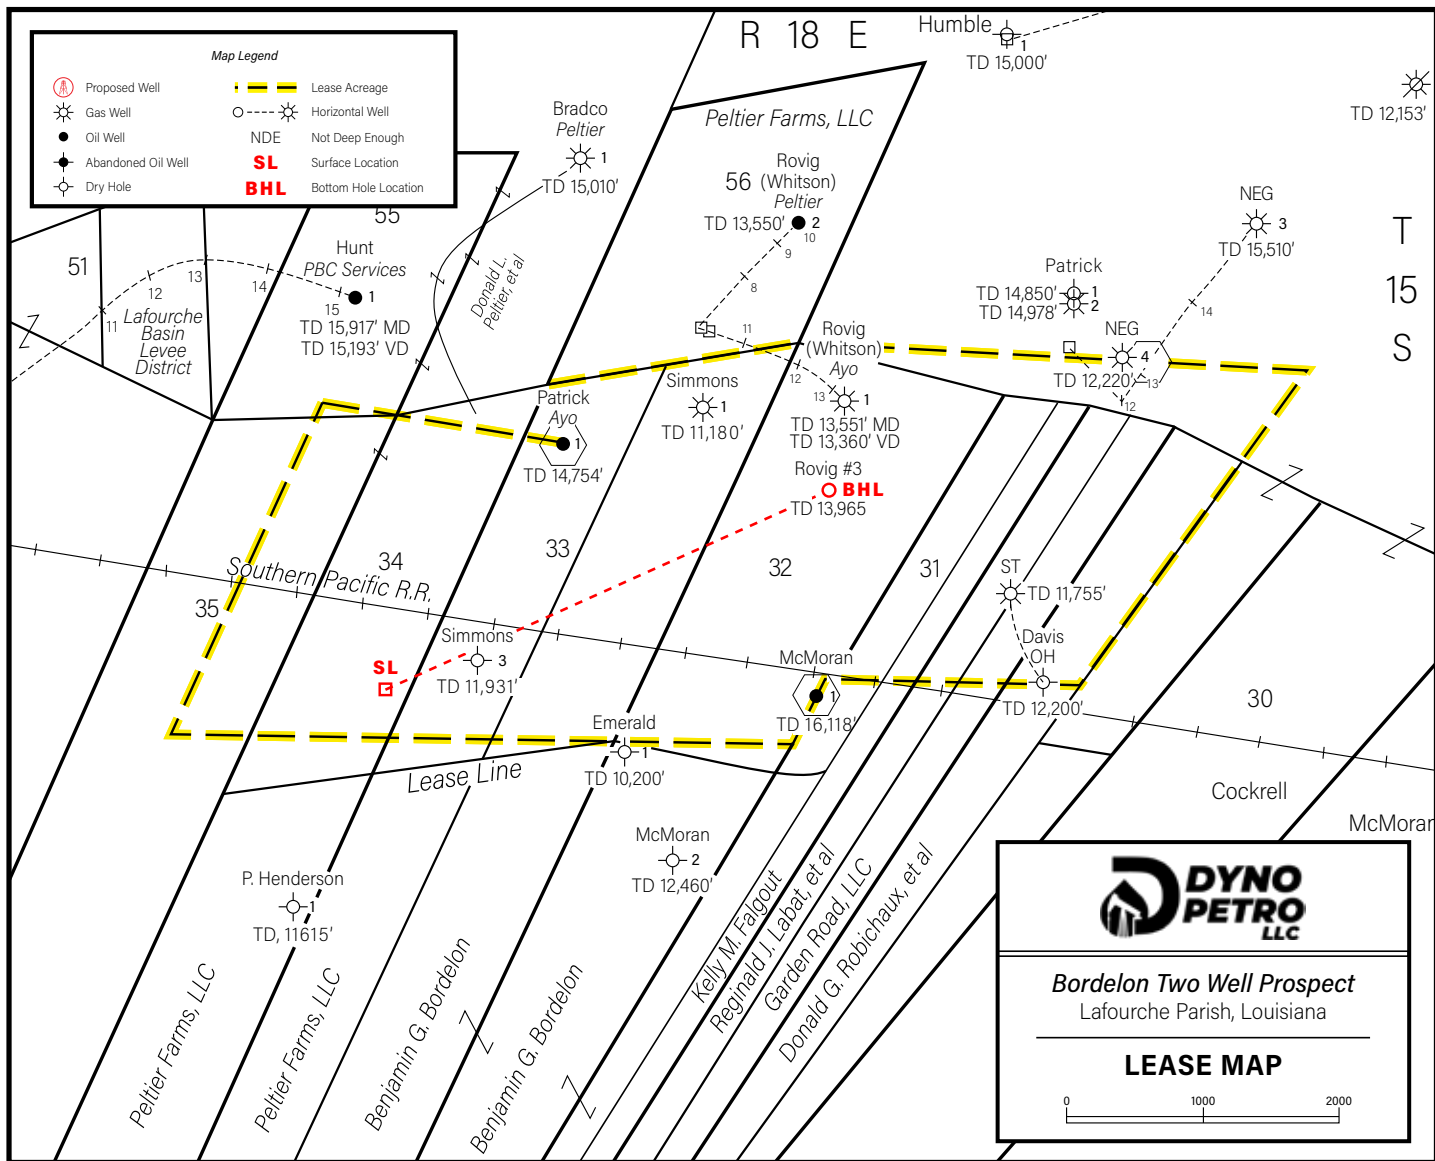 R 18 E
Humble
1
TD 15,000'
TD 12,153'
Map Legend
Proposed Well
Lease Acreage
Gas Well
Horizontal Well
Oil Well
NDE
Not Deep Enough
Abandoned Oil Well
SL
Surface Location
Dry Hole
BHL
Bottom Hole Location
Bradco
Peltier
1
TD 15,010'
Peltier Farms, LLC
Rovig
(Whitson)
Peltier
56
TD 13,550'
2
10
9
8
NEG
3
TD 15,510'
T
15
S
55
51
Hunt
PBC Services
1
15
14
13
12
11
TD 15,917' MD
TD 15,193' VD
Lafourche
Basin
Levee
District
Donald L.
Peltier, et al
Patrick
TD 14,850'
1
TD 14,978'
2
14
NEG
4
TD 12,220'
13
12
11
12
13
Rovig
(Whitson)
Ayo
1
TD 13,551' MD
TD 13,360' VD
Simmons
1
TD 11,180'
Patrick
Ayo
1
TD 14,754'
Rovig #3
BHL
TD 13,965
34
33
32
31
35
30
Southern Pacific R.R.
ST
TD 11,755'
Davis
OH
TD 12,200'
Simmons
3
TD 11,931'
SL
McMoran
1
TD 16,118'
Emerald
1
TD 10,200'
Lease Line
Cockrell
McMoran
McMoran
2
TD 12,460'
P. Henderson
1
TD, 11615'
Peltier Farms, LLC
Peltier Farms, LLC
Benjamin G. Bordelon
Benjamin G. Bordelon
Kelly M. Falgout
Reginald J. Labat, et al
Garden Road, LLC
Donald G. Robichaux, et al
DYNO
PETRO
LLC
Bordelon Two Well Prospect
Lafourche Parish, Louisiana
LEASE MAP
0
1000
2000